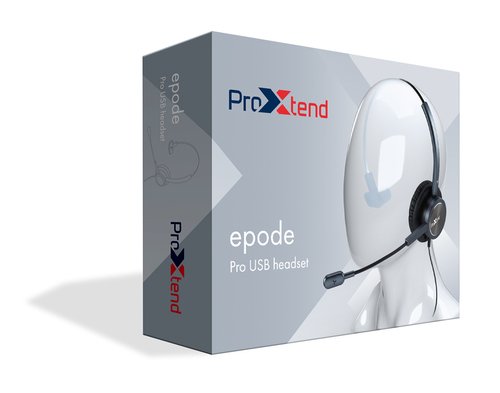 epode
Pro USB headset
ProXtend
ProXtend
epode
Pro USB headset